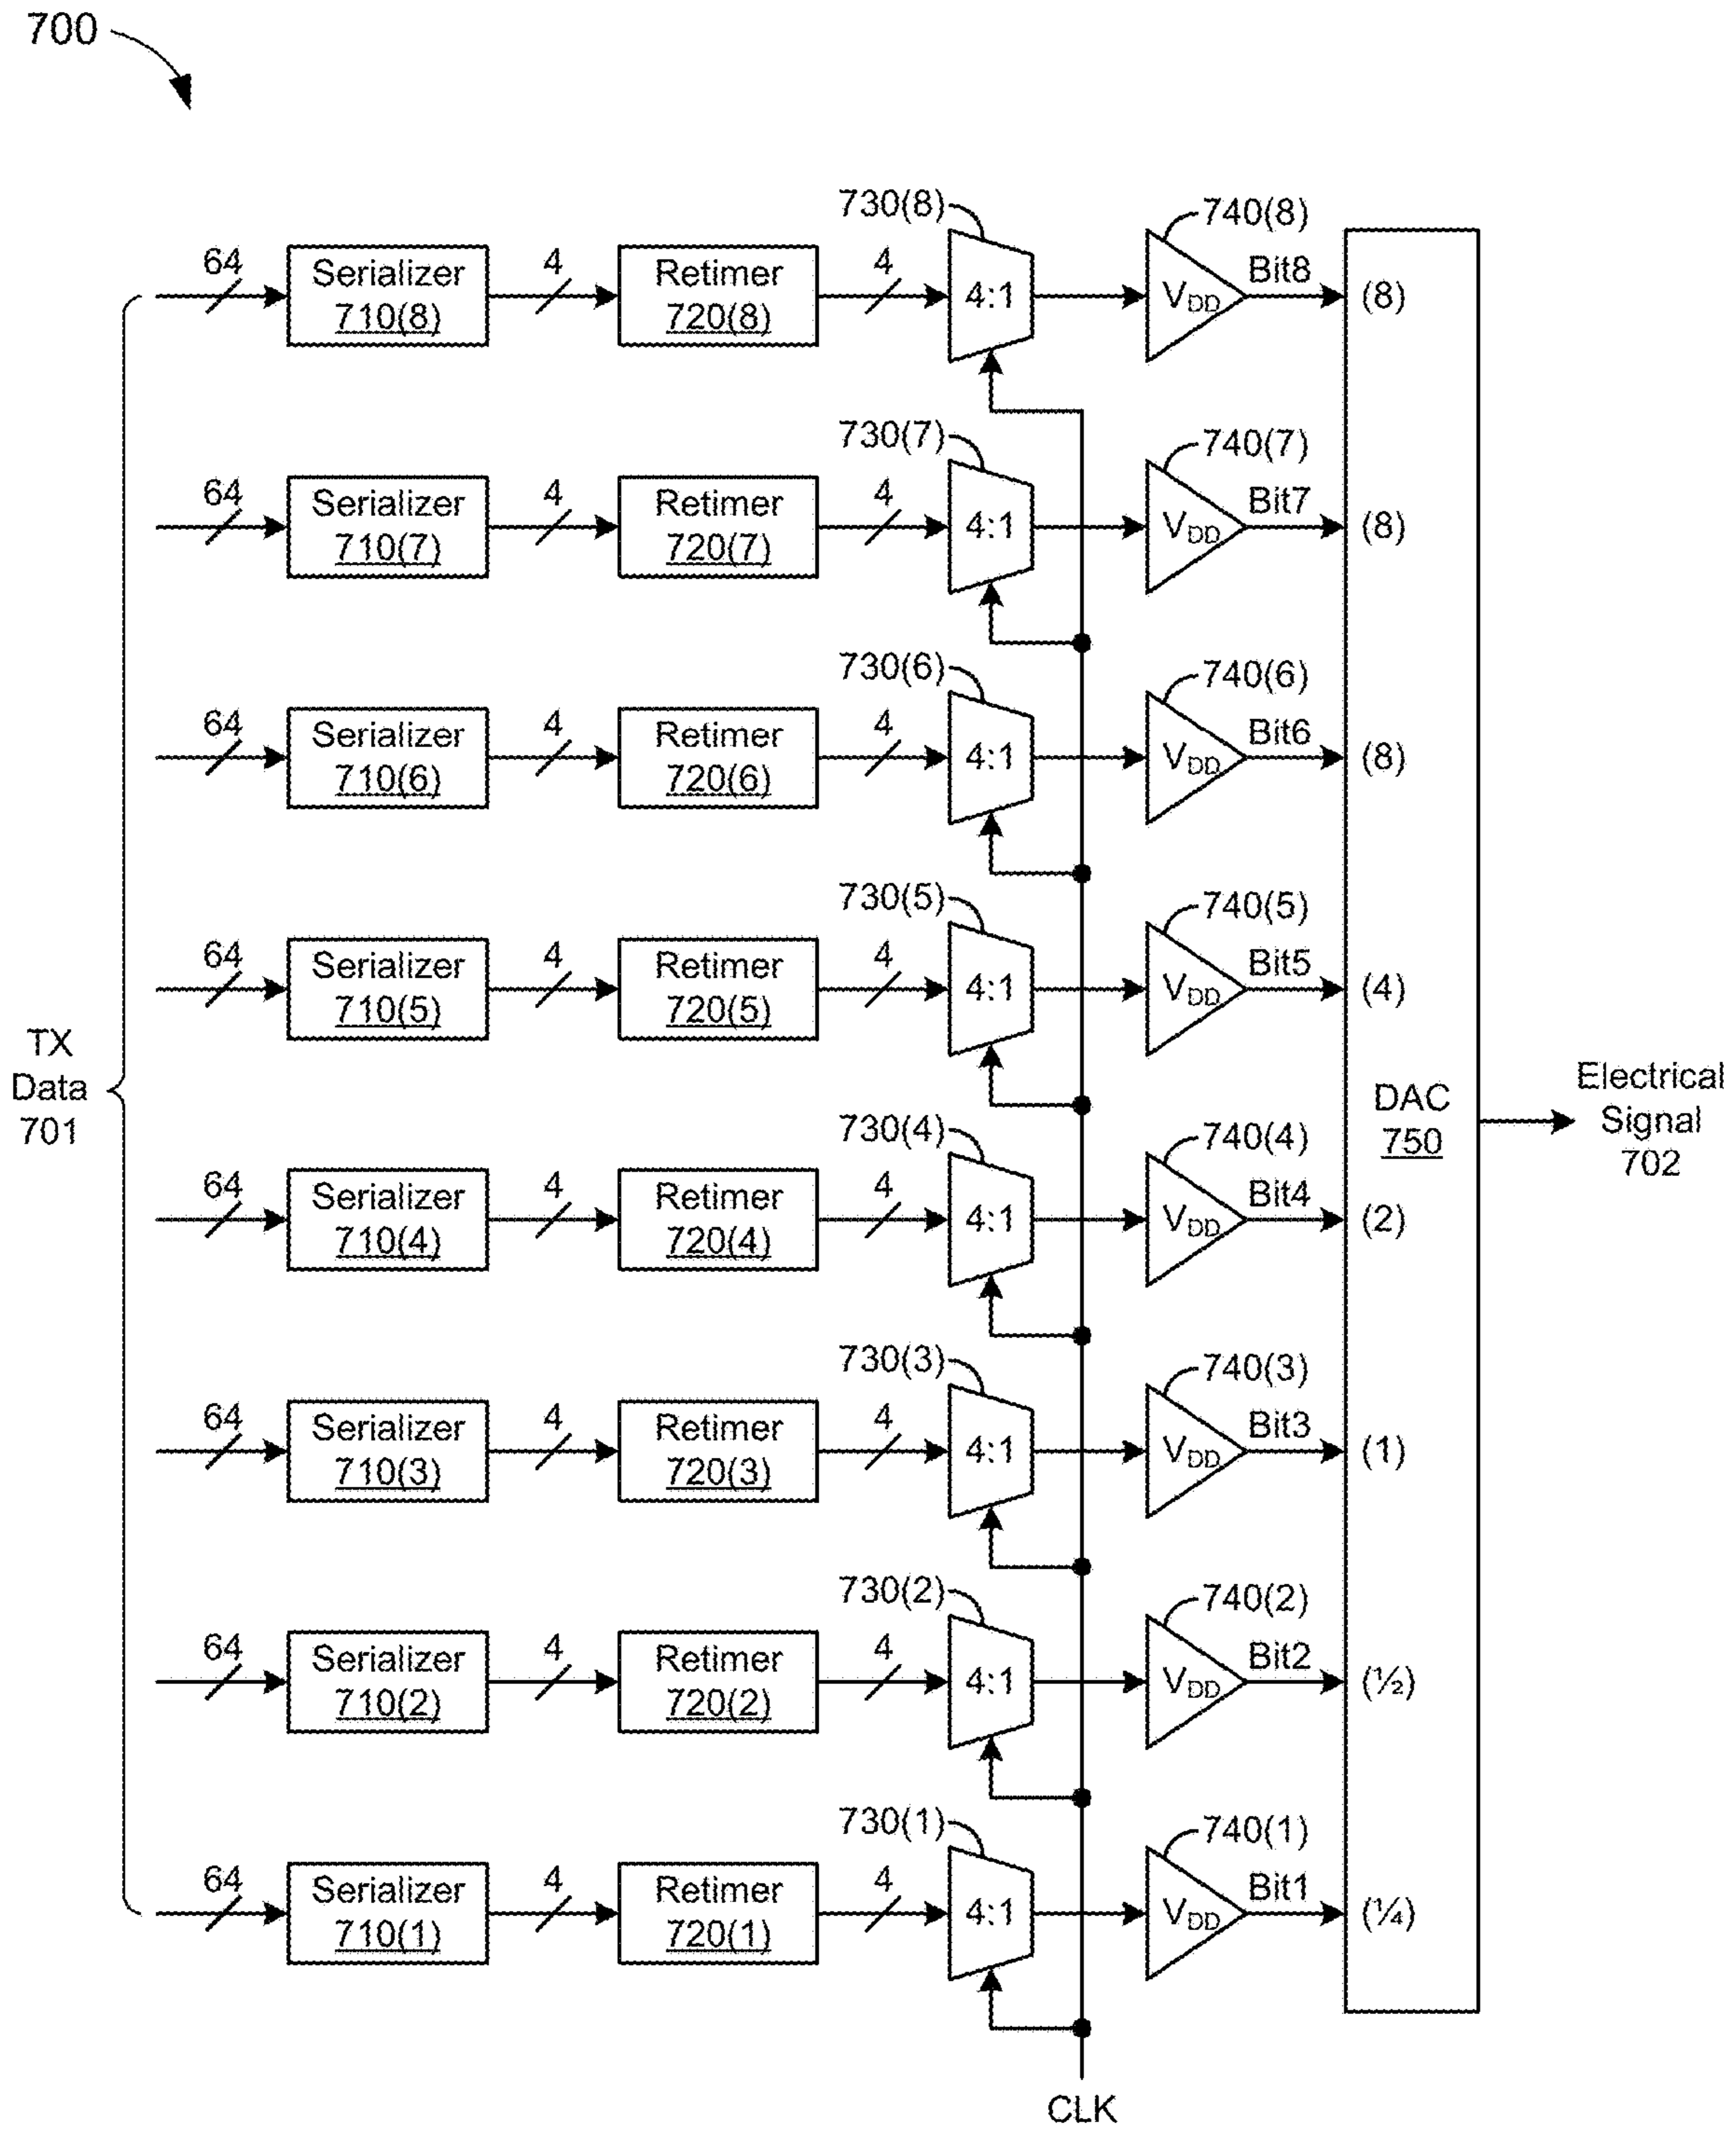 700
730(8) 740(8)
64 Serializer 4 Retimer 4 Bit8
710(8) 720(8) 4:1 VDD (8)
730(7) 740(7)
64 Serializer 4 Retimer 4 Bit7
710(7) 720(7) 4:1 VDD (8)
730(6) 740(6)
64 Serializer 4 Retimer 4 Bit6
710(6) 720(6) 4:1 VDD (8)
730(5) 740(5)
64 Serializer 4 Retimer 4 Bit5
710(5) 720(5) 4:1 VDD (4)
TX
Data
701
DAC
750
Electrical
Signal
702
730(4) 740(4)
64 Serializer 4 Retimer 4 Bit4
710(4) 720(4) 4:1 VDD (2)
730(3) 740(3)
64 Serializer 4 Retimer 4 Bit3
710(3) 720(3) 4:1 VDD (1)
730(2) 740(2)
64 Serializer 4 Retimer 4 Bit2
710(2) 720(2) 4:1 VDD (½)
730(1) 740(1)
64 Serializer 4 Retimer 4 Bit1
710(1) 720(1) 4:1 VDD (¼)
CLK